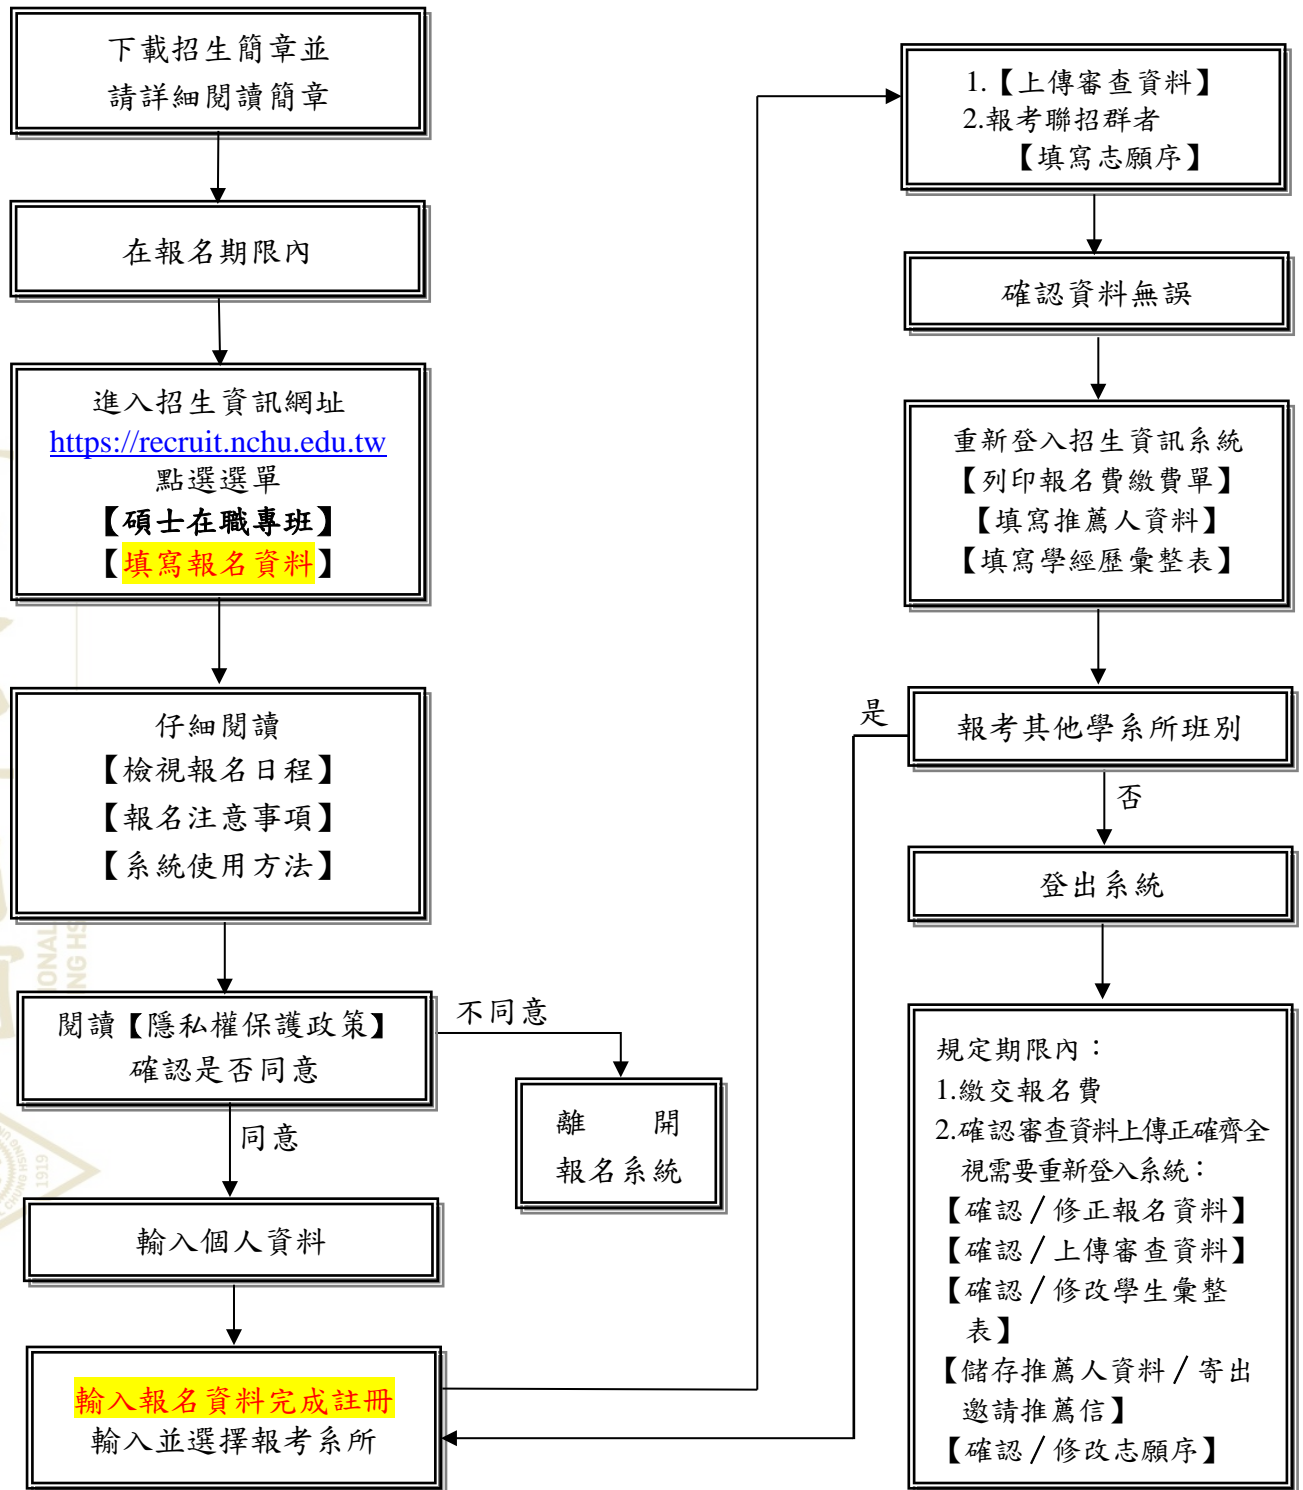 下載招生簡章並
請詳細閱讀簡章
在報名期限內
進入招生資訊網址
https://recruit.nchu.edu.tw
點選選單
【碩士在職專班】
【填寫報名資料】
仔細閱讀
【檢視報名日程】
【報名注意事項】
【系統使用方法】
閱讀【隱私權保護政策】
確認是否同意
不同意
離 開
報名系統
同意
輸入個人資料
輸入報名資料完成註冊
輸入並選擇報考系所
1.【上傳審查資料】
2.報考聯招群者
【填寫志願序】
確認資料無誤
重新登入招生資訊系統
【列印報名費繳費單】
【填寫推薦人資料】
【填寫學經歷彙整表】
報考其他學系所班別
是
否
登出系統
規定期限內：
1.繳交報名費
2.確認審查資料上傳正確齊全
視需要重新登入系統：
【確認／修正報名資料】
【確認／上傳審查資料】
【確認／修改學生彙整
表】
【儲存推薦人資料／寄出
邀請推薦信】
【確認／修改志願序】
IONAL
NG HS
1919